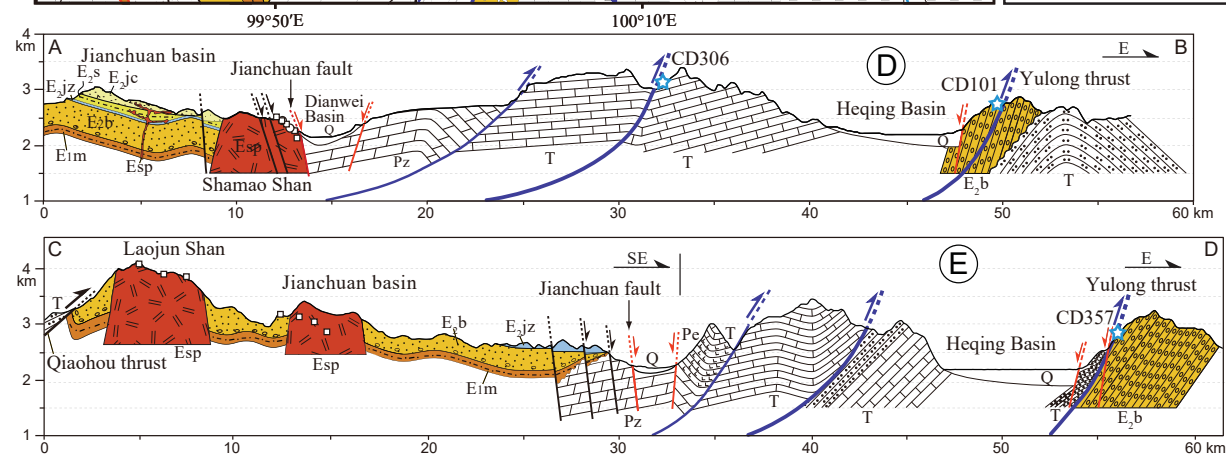 99°50′E
100°10′E
4
km
3
2
1
A
Jianchuan basin
E₂s
E₂jc
E₂jz
E₂b
E1m
Esp
Esp
Shamao Shan
Jianchuan fault
Dianwei
Basin
Q
Pz
T
T
CD306
D
E
B
CD101
Yulong thrust
Heqing Basin
Q
E₂b
T
0
10
20
30
40
50
60 km
C
Laojun Shan
4
km
3
2
1
T
Qiaohou thrust
Esp
Jianchuan basin
Esp
E₂b
E1m
E₂jz
SE
Jianchuan fault
Q
Pe
T
Pz
T
T
E
E
D
Yulong thrust
CD357
Heqing Basin
Q
T
E₂b
0
10
20
30
40
50
60 km